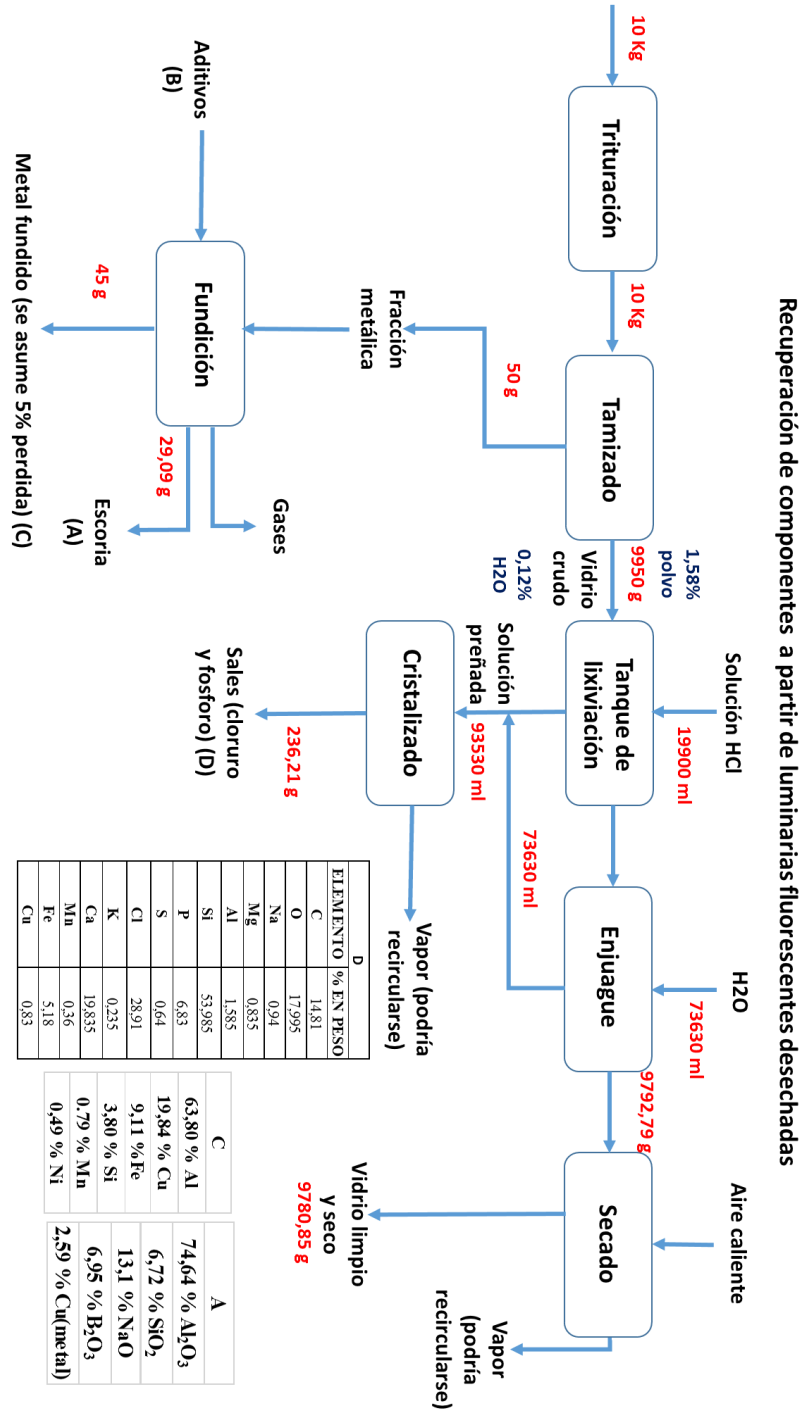 Recuperación de componentes a partir de luminarias fluorescentes desechadas
10 Kg
Trituración
10 Kg
Tamizado
1,58%
polvo
9950 g
Vidrio
crudo
0,12%
H2O
Solución HCl
19900 ml
Tanque de
lixiviación
Enjuague
H2O
73630 ml
9792,79 g
Aire caliente
Secado
Vapor
(podría
recircularse)
Vidrio limpio
y seco
9780,85 g
73630 ml
Solución
preñada
93530 ml
Cristalizado
Vapor (podría
recircularse)
Sales (cloruro
y fosforo) (D)
236,21 g
50 g
Fracción
metálica
Aditivos
(B)
Fundición
Gases
29,09 g
Escoria
(A)
45 g
Metal fundido (se asume 5% perdida) (C)
D
ELEMENTO % EN PESO
C 14,81
O 17,995
Na 0,94
Mg 0,835
Al 1,585
Si 53,985
P 6,83
S 0,64
Cl 28,91
K 0,235
Ca 19,835
Mn 0,36
Fe 5,18
Cu 0,83
C
63,80 % Al
19,84 % Cu
9,11 %Fe
3,80 % Si
0.79 % Mn
0,49 % Ni
A
74,64 % Al₂O₃
6,72 % SiO₂
13,1 % NaO
6,95 % B₂O₃
2,59 % Cu(metal)